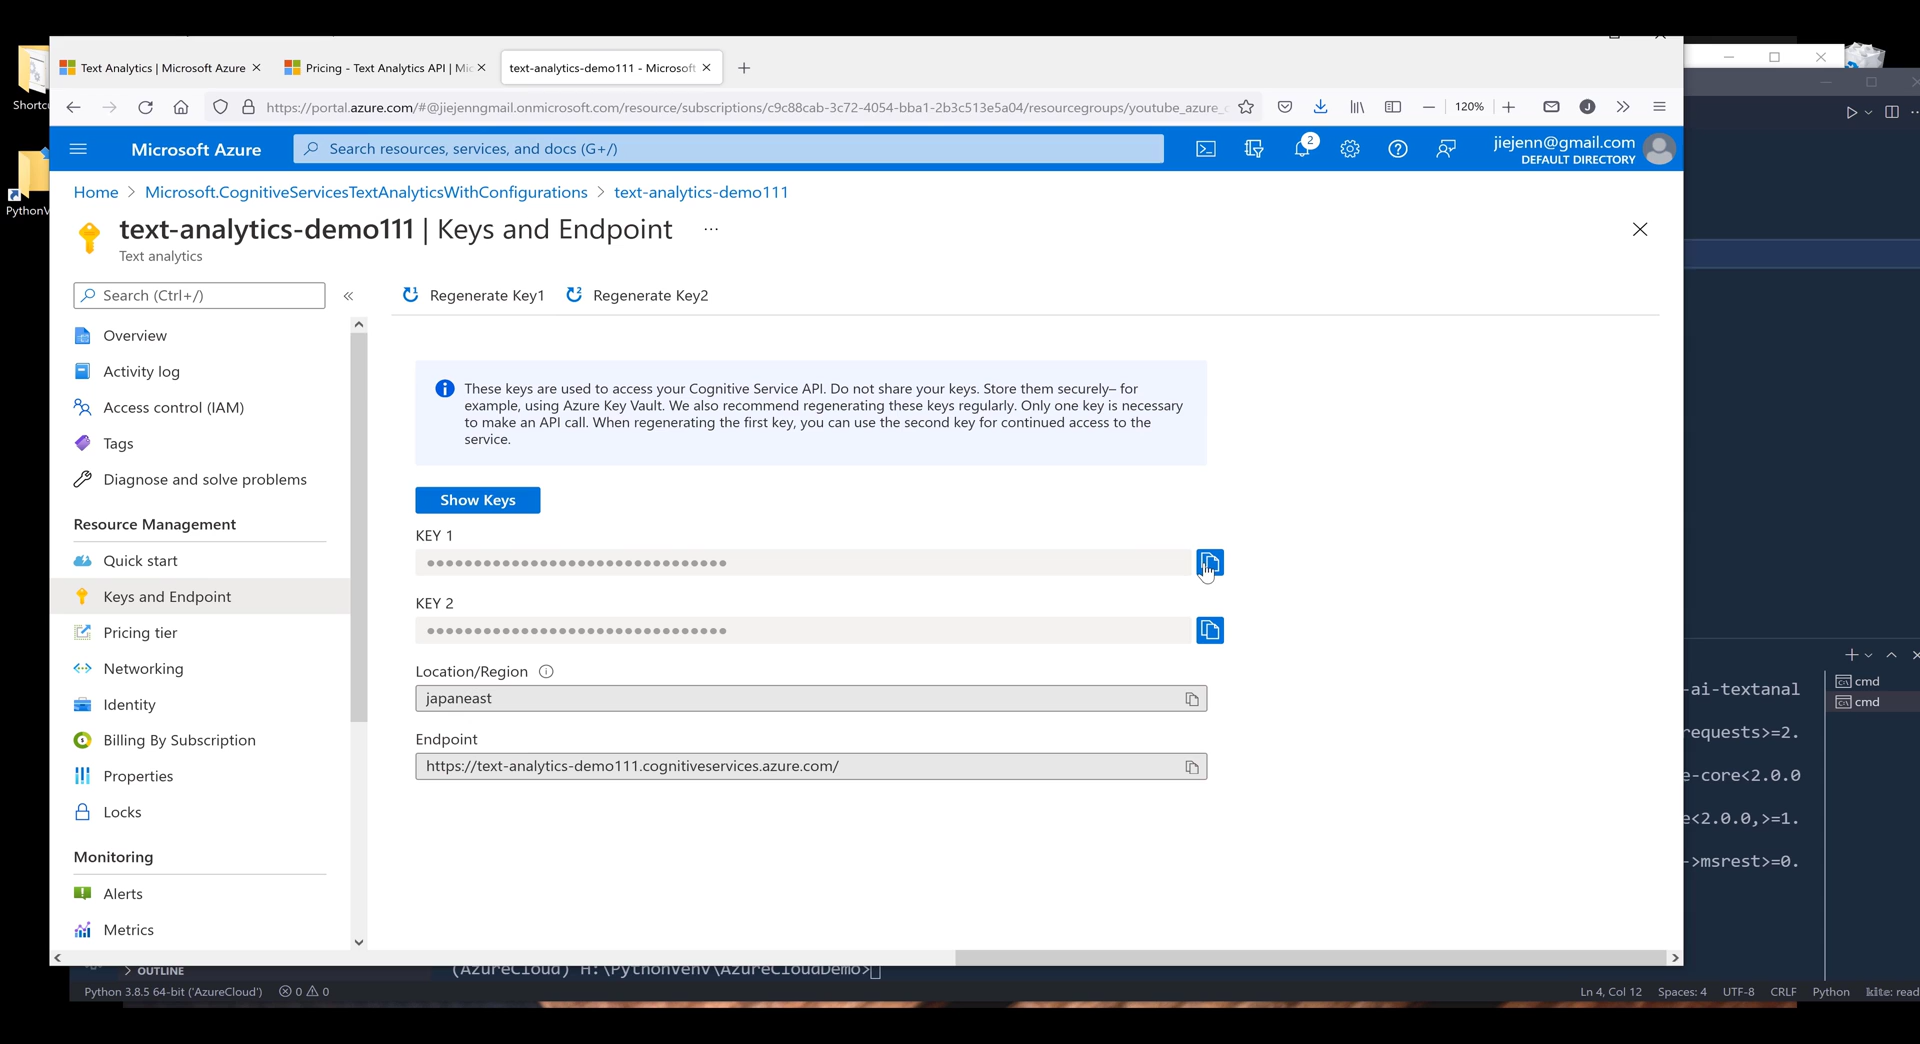 Shortcu
PythonV
Text Analytics | Microsoft Azure
Pricing - Text Analytics API | Mic
text-analytics-demo111 - Microsoft
https://portal.azure.com/#@jiejenngmail.onmicrosoft.com/resource/subscriptions/c9c88cab-3c72-4054-bba1-2b3c513e5a04/resourcegroups/youtube_azure_
120%
J
Microsoft Azure
Search resources, services, and docs (G+/)
2
jiejenn@gmail.com
DEFAULT DIRECTORY
Home > Microsoft.CognitiveServicesTextAnalyticsWithConfigurations > text-analytics-demo111
text-analytics-demo111 | Keys and Endpoint ...
Text analytics
Search (Ctrl+/)
«
Overview
Activity log
Access control (IAM)
Tags
Diagnose and solve problems
Resource Management
Quick start
Keys and Endpoint
Pricing tier
Networking
Identity
Billing By Subscription
Properties
Locks
Monitoring
Alerts
Metrics
Regenerate Key1
Regenerate Key2
These keys are used to access your Cognitive Service API. Do not share your keys. Store them securely– for
example, using Azure Key Vault. We also recommend regenerating these keys regularly. Only one key is necessary
to make an API call. When regenerating the first key, you can use the second key for continued access to the
service.
Show Keys
KEY 1
••••••••••••••••••••••••••••••••
KEY 2
••••••••••••••••••••••••••••••••
Location/Region
japaneast
Endpoint
https://text-analytics-demo111.cognitiveservices.azure.com/
cmd
cmd
-ai-textanal
requests>=2.
e-core<2.0.0
e<2.0.0,>=1.
->msrest>=0.
> OUTLINE
(AzureCloud) H:\PythonVenv\AzureCloudDemo>
Python 3.8.5 64-bit ('AzureCloud')
0 0
Ln 4, Col 12
Spaces: 4
UTF-8
CRLF
Python
kite: read